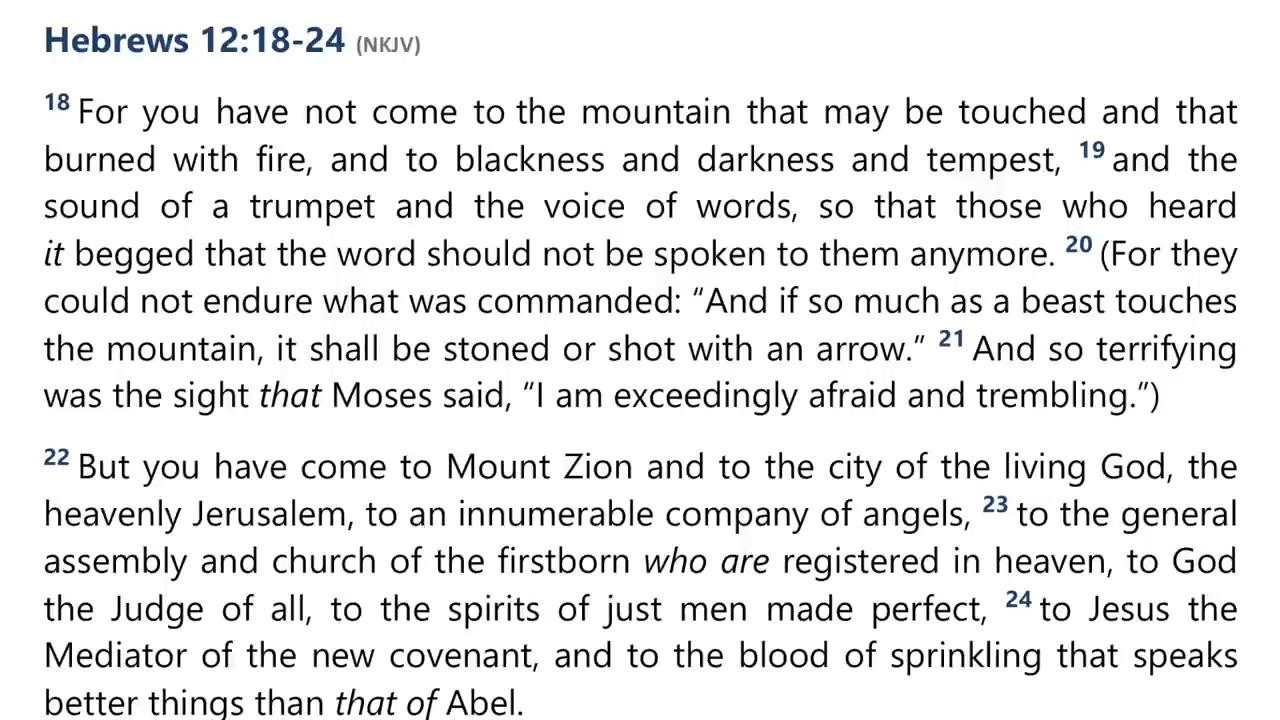 Hebrews 12:18-24 (NKJV)
18 For you have not come to the mountain that may be touched and that
burned with fire, and to blackness and darkness and tempest, 19 and the
sound of a trumpet and the voice of words, so that those who heard
it begged that the word should not be spoken to them anymore. 20 (For they
could not endure what was commanded: “And if so much as a beast touches
the mountain, it shall be stoned or shot with an arrow.” 21 And so terrifying
was the sight that Moses said, “I am exceedingly afraid and trembling.”)
22 But you have come to Mount Zion and to the city of the living God, the
heavenly Jerusalem, to an innumerable company of angels, 23 to the general
assembly and church of the firstborn who are registered in heaven, to God
the Judge of all, to the spirits of just men made perfect, 24 to Jesus the
Mediator of the new covenant, and to the blood of sprinkling that speaks
better things than that of Abel.